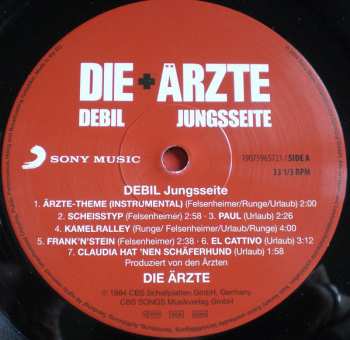 DIE+ÄRZTE
DEBIL JUNGSSEITE
SONY MUSIC
19075965721 / SIDE A
33 1/3 RPM
DEBIL Jungsseite
1. ÄRZTE-THEME (INSTRUMENTAL) (Felsenheimer/Runge/Urlaub) 2:00
2. SCHEISSTYP (Felsenheimer) 2:58 · 3. PAUL (Urlaub) 2:26
4. KAMELRALLEY (Runge/ Felsenheimer/Urlaub/Runge) 4:00
5. FRANK'N'STEIN (Felsenheimer) 2:38 · 6. EL CATTIVO (Urlaub) 3:12
7. CLAUDIA HAT 'NEN SCHÄFERHUND (Urlaub) 1:58
Produziert von den Ärzten
DIE ÄRZTE
℗ 1984 CBS Schallplatten GmbH, Germany
CBS SONGS Musikverlag GmbH